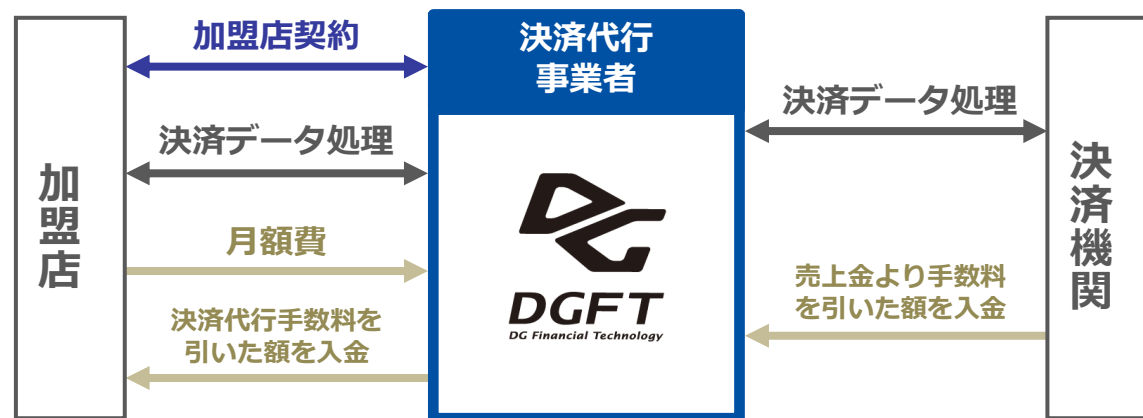 加盟店
加盟店契約
決済データ処理
月額費
決済代行手数料を
引いた額を入金
決済代行
事業者
DGFT
DG Financial Technology
決済データ処理
売上金より手数料
を引いた額を入金
決済機関